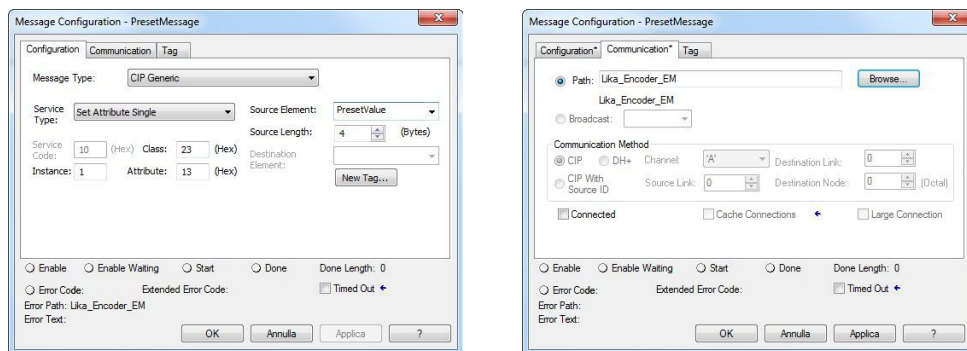 Message Configuration - PresetMessage
Configuration Communication Tag
Message Type: CIP Generic
Service Type: Set Attribute Single Source Element: PresetValue
Source Length: 4 (Bytes)
Service Code: 10 (Hex) Class: 23 (Hex) Destination Element:
Instance: 1 Attribute: 13 (Hex) New Tag...
Enable Enable Waiting Start Done Done Length: 0
Error Code: Extended Error Code: Timed Out
Error Path: Lika_Encoder_EM
Error Text:
OK Annulla Applica ?
Message Configuration - PresetMessage
Configuration* Communication* Tag
Path: Lika_Encoder_EM Browse...
Lika_Encoder_EM
Broadcast:
Communication Method
CIP DH+ Channel: 'A' Destination Link: 0
CIP With Source ID Source Link: 0 Destination Node: 0 (Octal)
Connected Cache Connections Large Connection
Enable Enable Waiting Start Done Done Length: 0
Error Code: Extended Error Code: Timed Out
Error Path:
Error Text:
OK Annulla Applica ?